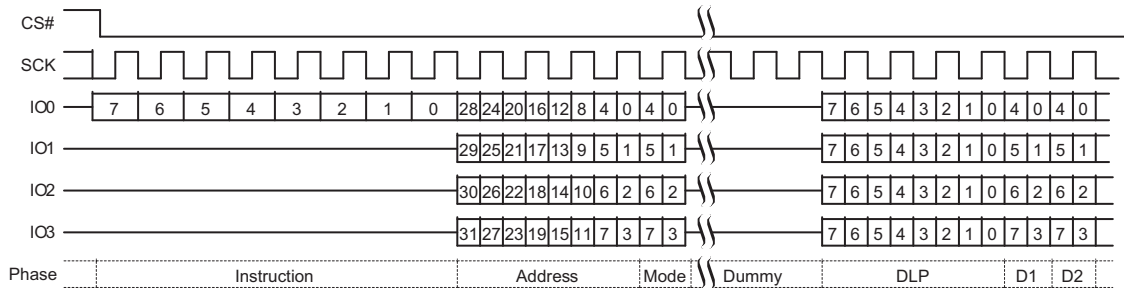 CS#
SCK
IO0 7 6 5 4 3 2 1 0 28 24 20 16 12 8 4 0 4 0 7 6 5 4 3 2 1 0 4 0 4 0
IO1 29 25 21 17 13 9 5 1 5 1 7 6 5 4 3 2 1 0 5 1 5 1
IO2 30 26 22 18 14 10 6 2 6 2 7 6 5 4 3 2 1 0 6 2 6 2
IO3 31 27 23 19 15 11 7 3 7 3 7 6 5 4 3 2 1 0 7 3 7 3
Phase Instruction Address Mode Dummy DLP D1 D2